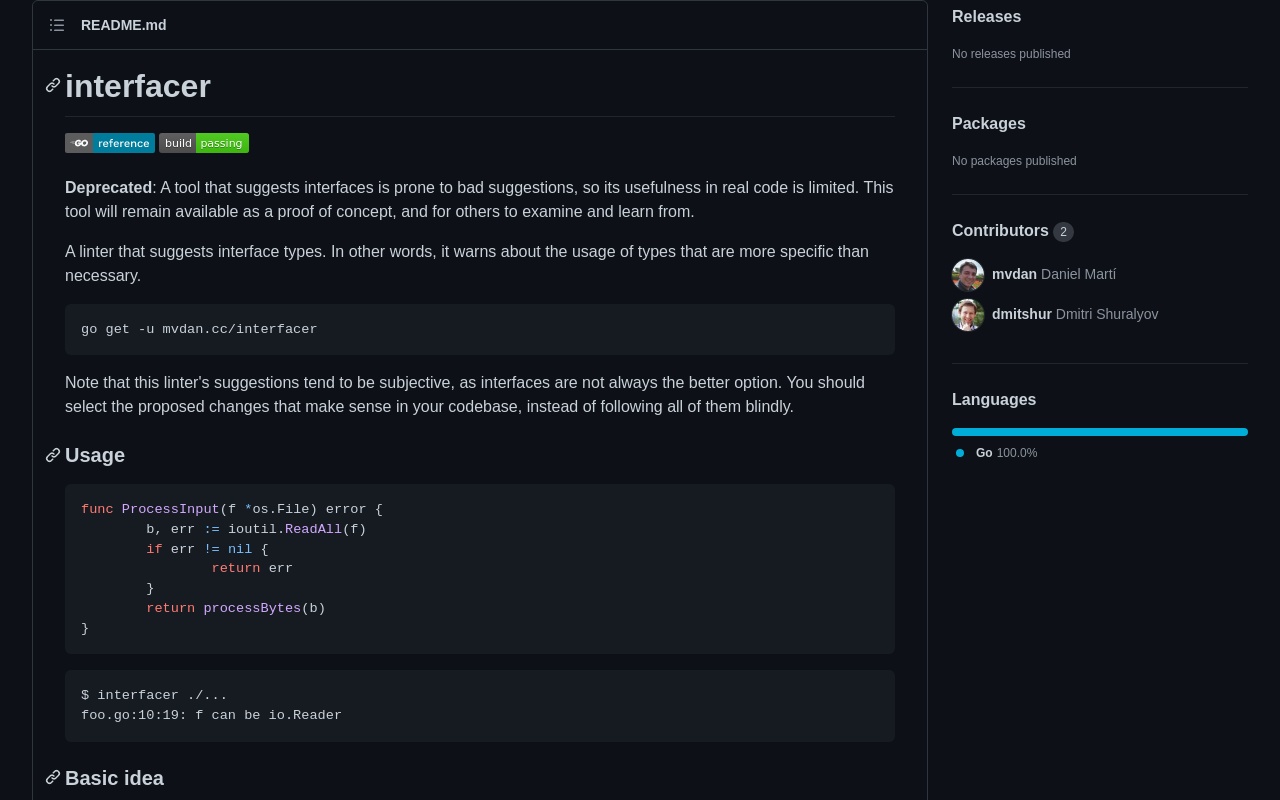 README.md
interfacer
GO reference build passing
Deprecated: A tool that suggests interfaces is prone to bad suggestions, so its usefulness in real code is limited. This
tool will remain available as a proof of concept, and for others to examine and learn from.
A linter that suggests interface types. In other words, it warns about the usage of types that are more specific than
necessary.
go get -u mvdan.cc/interfacer
Note that this linter's suggestions tend to be subjective, as interfaces are not always the better option. You should
select the proposed changes that make sense in your codebase, instead of following all of them blindly.
Usage
func ProcessInput(f *os.File) error {
        b, err := ioutil.ReadAll(f)
        if err != nil {
                return err
        }
        return processBytes(b)
}
$ interfacer ./...
foo.go:10:19: f can be io.Reader
Basic idea
Releases
No releases published
Packages
No packages published
Contributors 2
mvdan Daniel Martí
dmitshur Dmitri Shuralyov
Languages
Go 100.0%